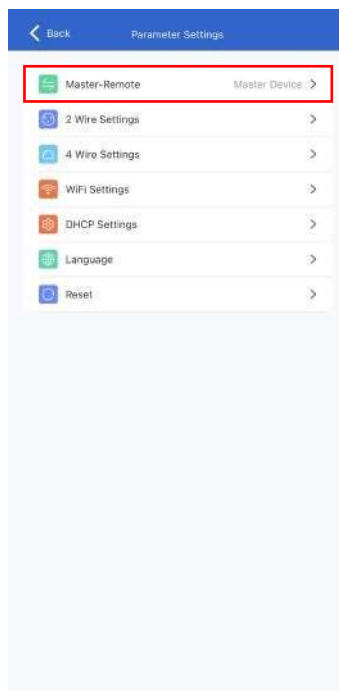 Back Parameter Settings
Master-Remote Master Device
2 Wire Settings
4 Wire Settings
WiFi Settings
DHCP Settings
Language
Reset